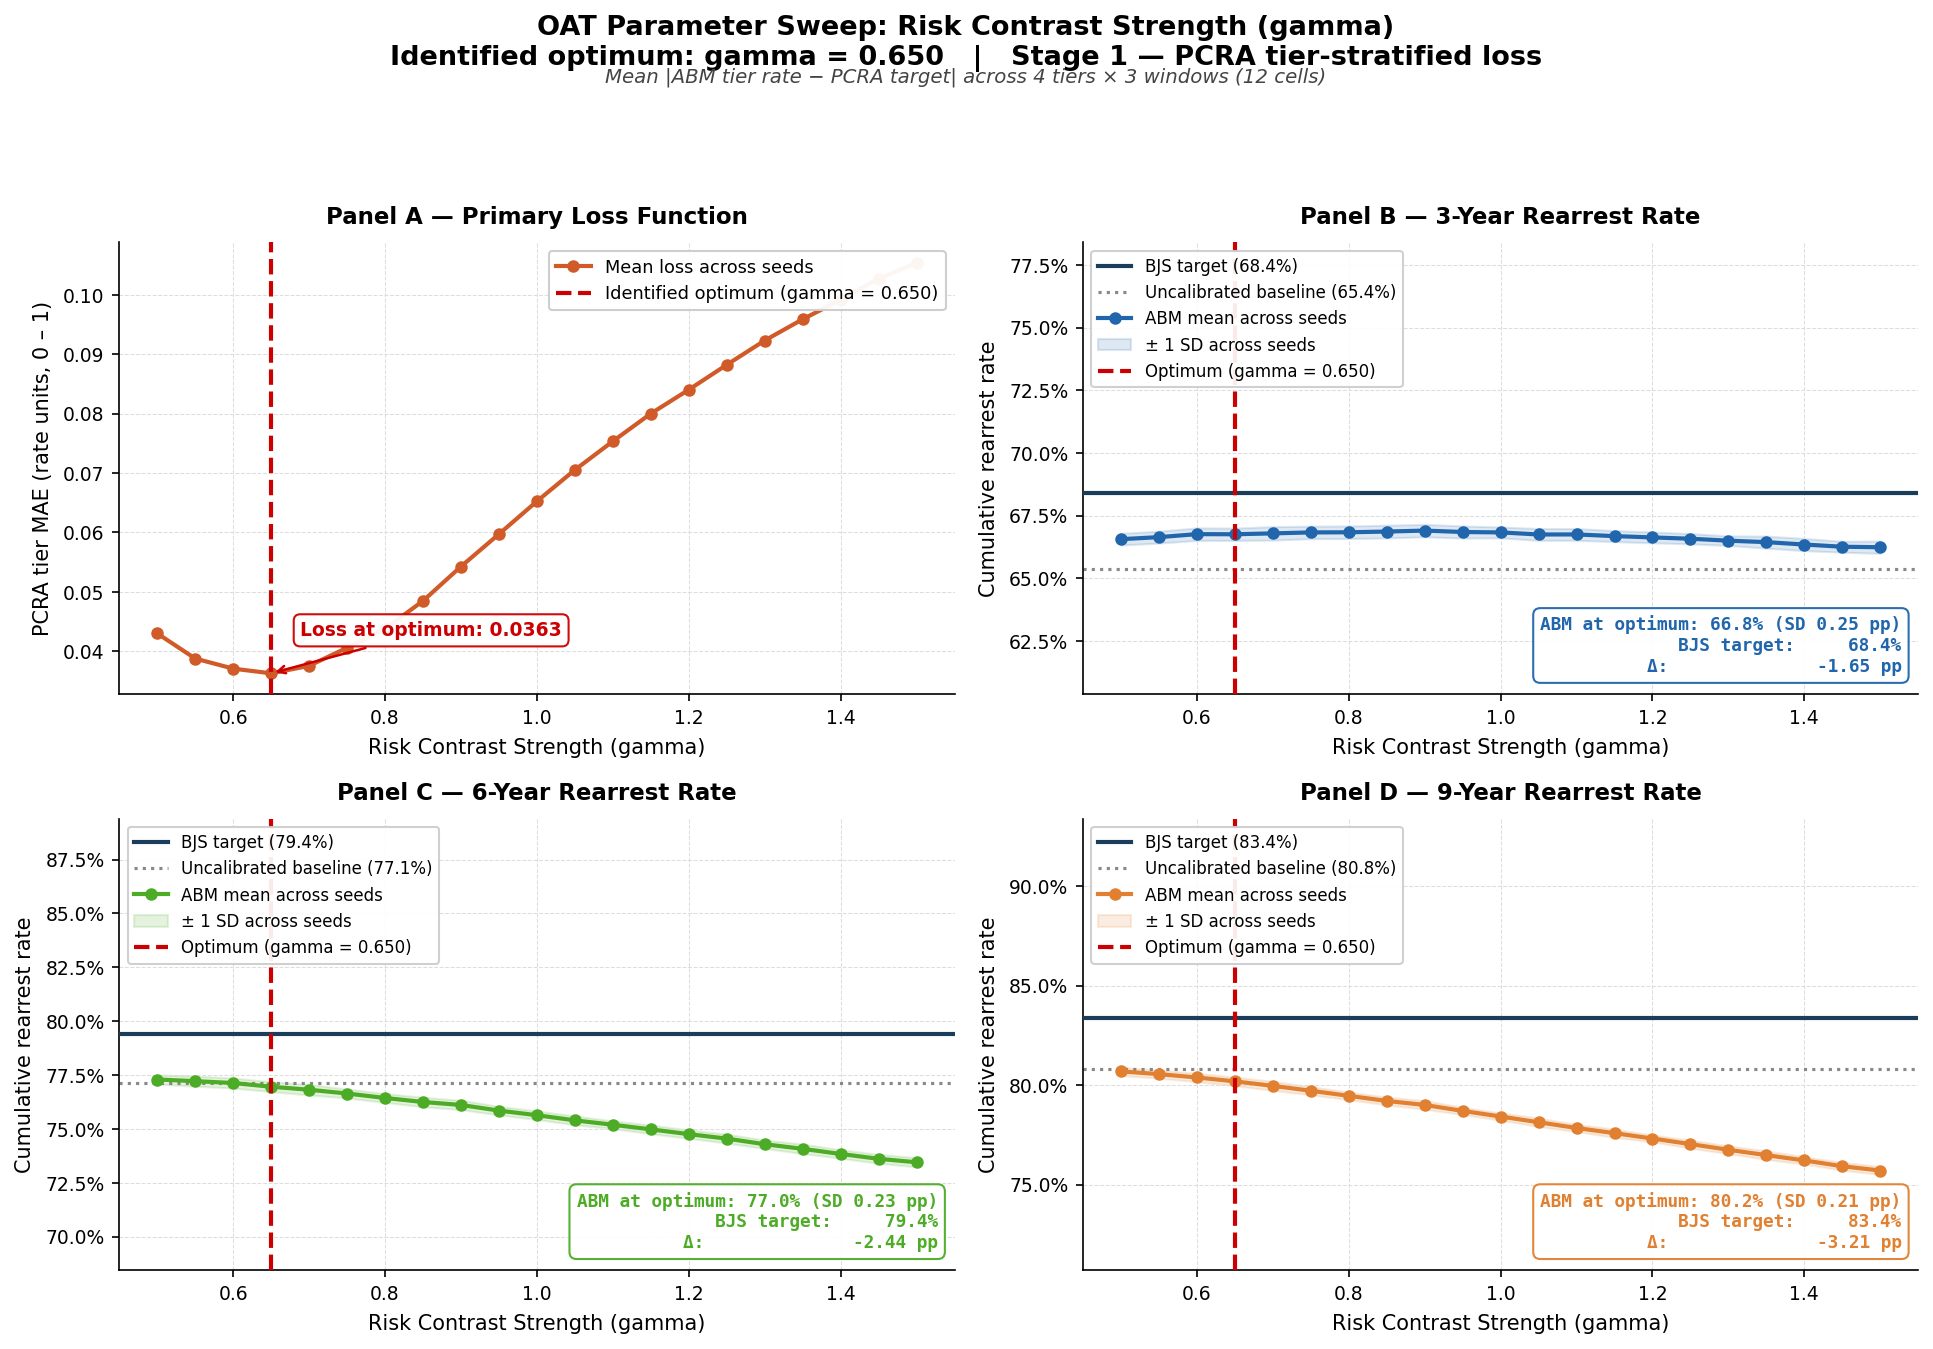 OAT Parameter Sweep: Risk Contrast Strength (gamma)
Identified optimum: gamma = 0.650   |   Stage 1 — PCRA tier-stratified loss
Mean |ABM tier rate − PCRA target| across 4 tiers × 3 windows (12 cells)
Panel A — Primary Loss Function
Mean loss across seeds
Identified optimum (gamma = 0.650)
PCRA tier MAE (rate units, 0 – 1)
0.10
0.09
0.08
0.07
0.06
0.05
0.04
Loss at optimum: 0.0363
0.6 0.8 1.0 1.2 1.4
Risk Contrast Strength (gamma)
Panel B — 3-Year Rearrest Rate
BJS target (68.4%)
Uncalibrated baseline (65.4%)
ABM mean across seeds
± 1 SD across seeds
Optimum (gamma = 0.650)
Cumulative rearrest rate
77.5%
75.0%
72.5%
70.0%
67.5%
65.0%
62.5%
ABM at optimum: 66.8% (SD 0.25 pp)
BJS target: 68.4%
Δ: -1.65 pp
0.6 0.8 1.0 1.2 1.4
Risk Contrast Strength (gamma)
Panel C — 6-Year Rearrest Rate
BJS target (79.4%)
Uncalibrated baseline (77.1%)
ABM mean across seeds
± 1 SD across seeds
Optimum (gamma = 0.650)
Cumulative rearrest rate
87.5%
85.0%
82.5%
80.0%
77.5%
75.0%
72.5%
70.0%
ABM at optimum: 77.0% (SD 0.23 pp)
BJS target: 79.4%
Δ: -2.44 pp
0.6 0.8 1.0 1.2 1.4
Risk Contrast Strength (gamma)
Panel D — 9-Year Rearrest Rate
BJS target (83.4%)
Uncalibrated baseline (80.8%)
ABM mean across seeds
± 1 SD across seeds
Optimum (gamma = 0.650)
Cumulative rearrest rate
90.0%
85.0%
80.0%
75.0%
ABM at optimum: 80.2% (SD 0.21 pp)
BJS target: 83.4%
Δ: -3.21 pp
0.6 0.8 1.0 1.2 1.4
Risk Contrast Strength (gamma)